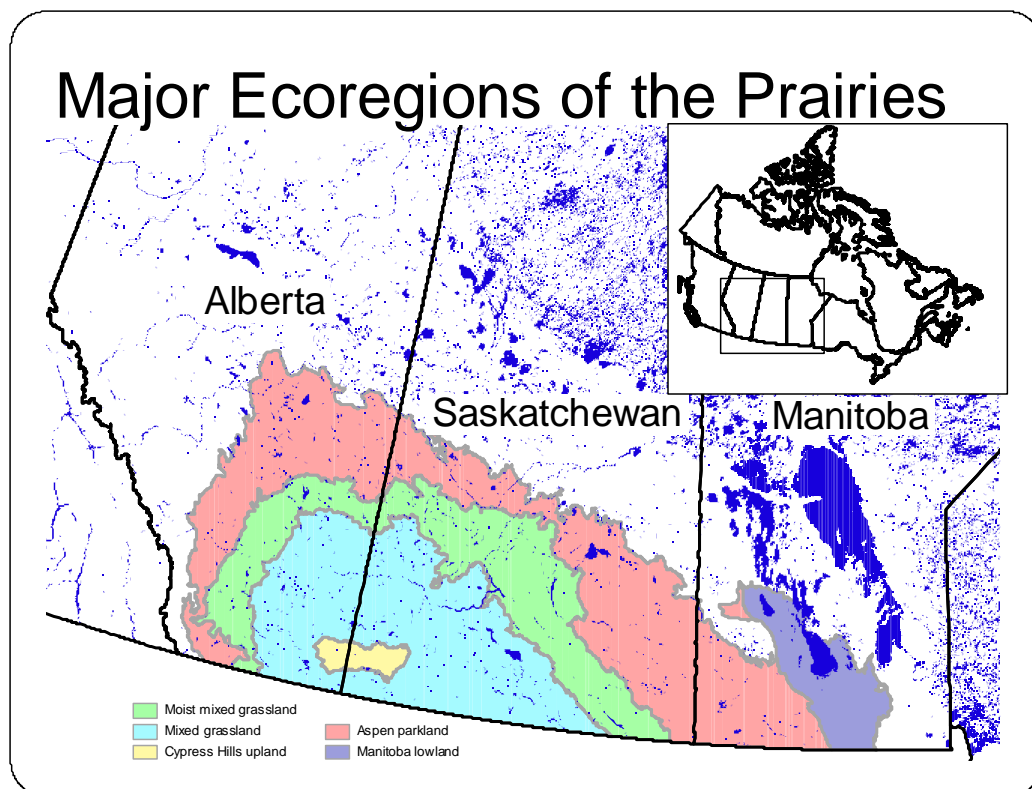 Major Ecoregions of the Prairies
Alberta
Saskatchewan
Manitoba
Moist mixed grassland
Mixed grassland
Cypress Hills upland
Aspen parkland
Manitoba lowland